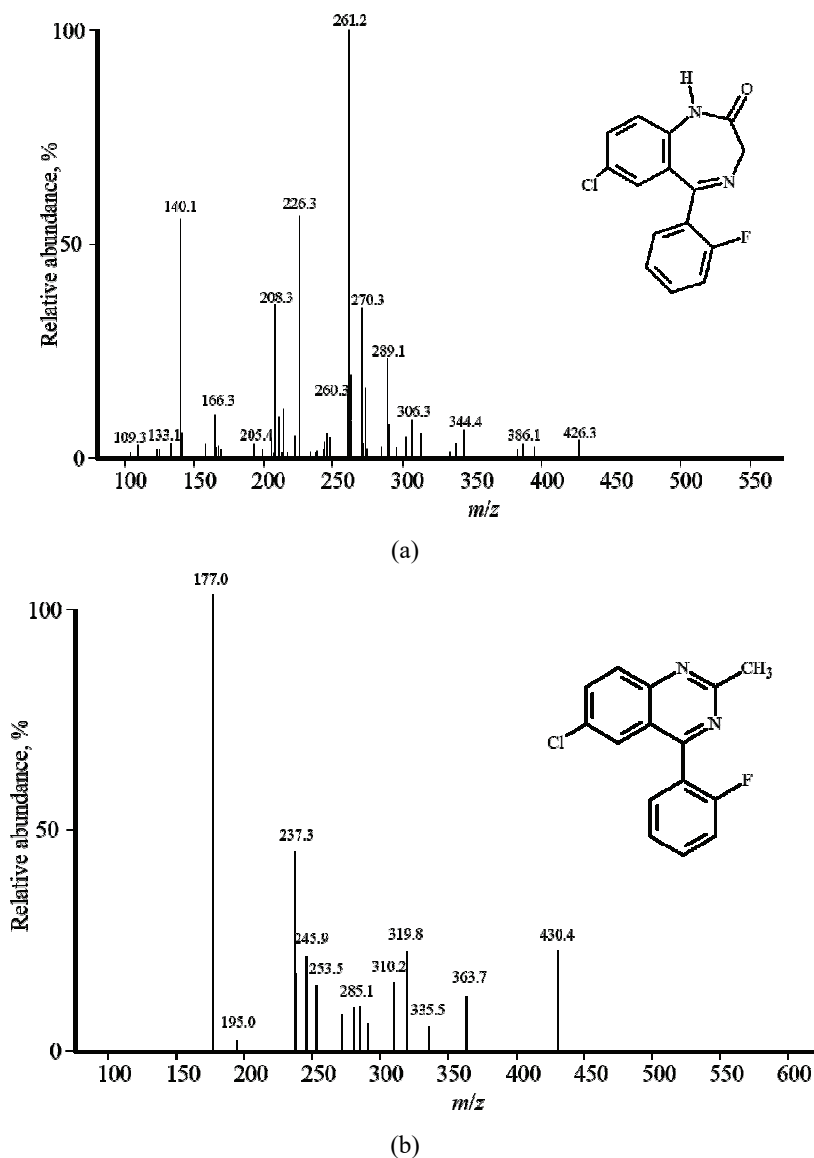 Relative abundance, %
100
50
0
261.2
140.1
226.3
208.3
270.3
289.1
260.3
306.3
166.3
109.3
133.1
205.4
344.4
386.1
426.3
H
N
O
N
Cl
F
100 150 200 250 300 350 400 450 500 550
m/z
(a)
Relative abundance, %
177.0
100
50
0
237.3
245.9
253.5
319.8
310.2
285.1
335.5
363.7
430.4
195.0
N
CH3
N
Cl
F
100 150 200 250 300 350 400 450 500 550 600
m/z
(b)